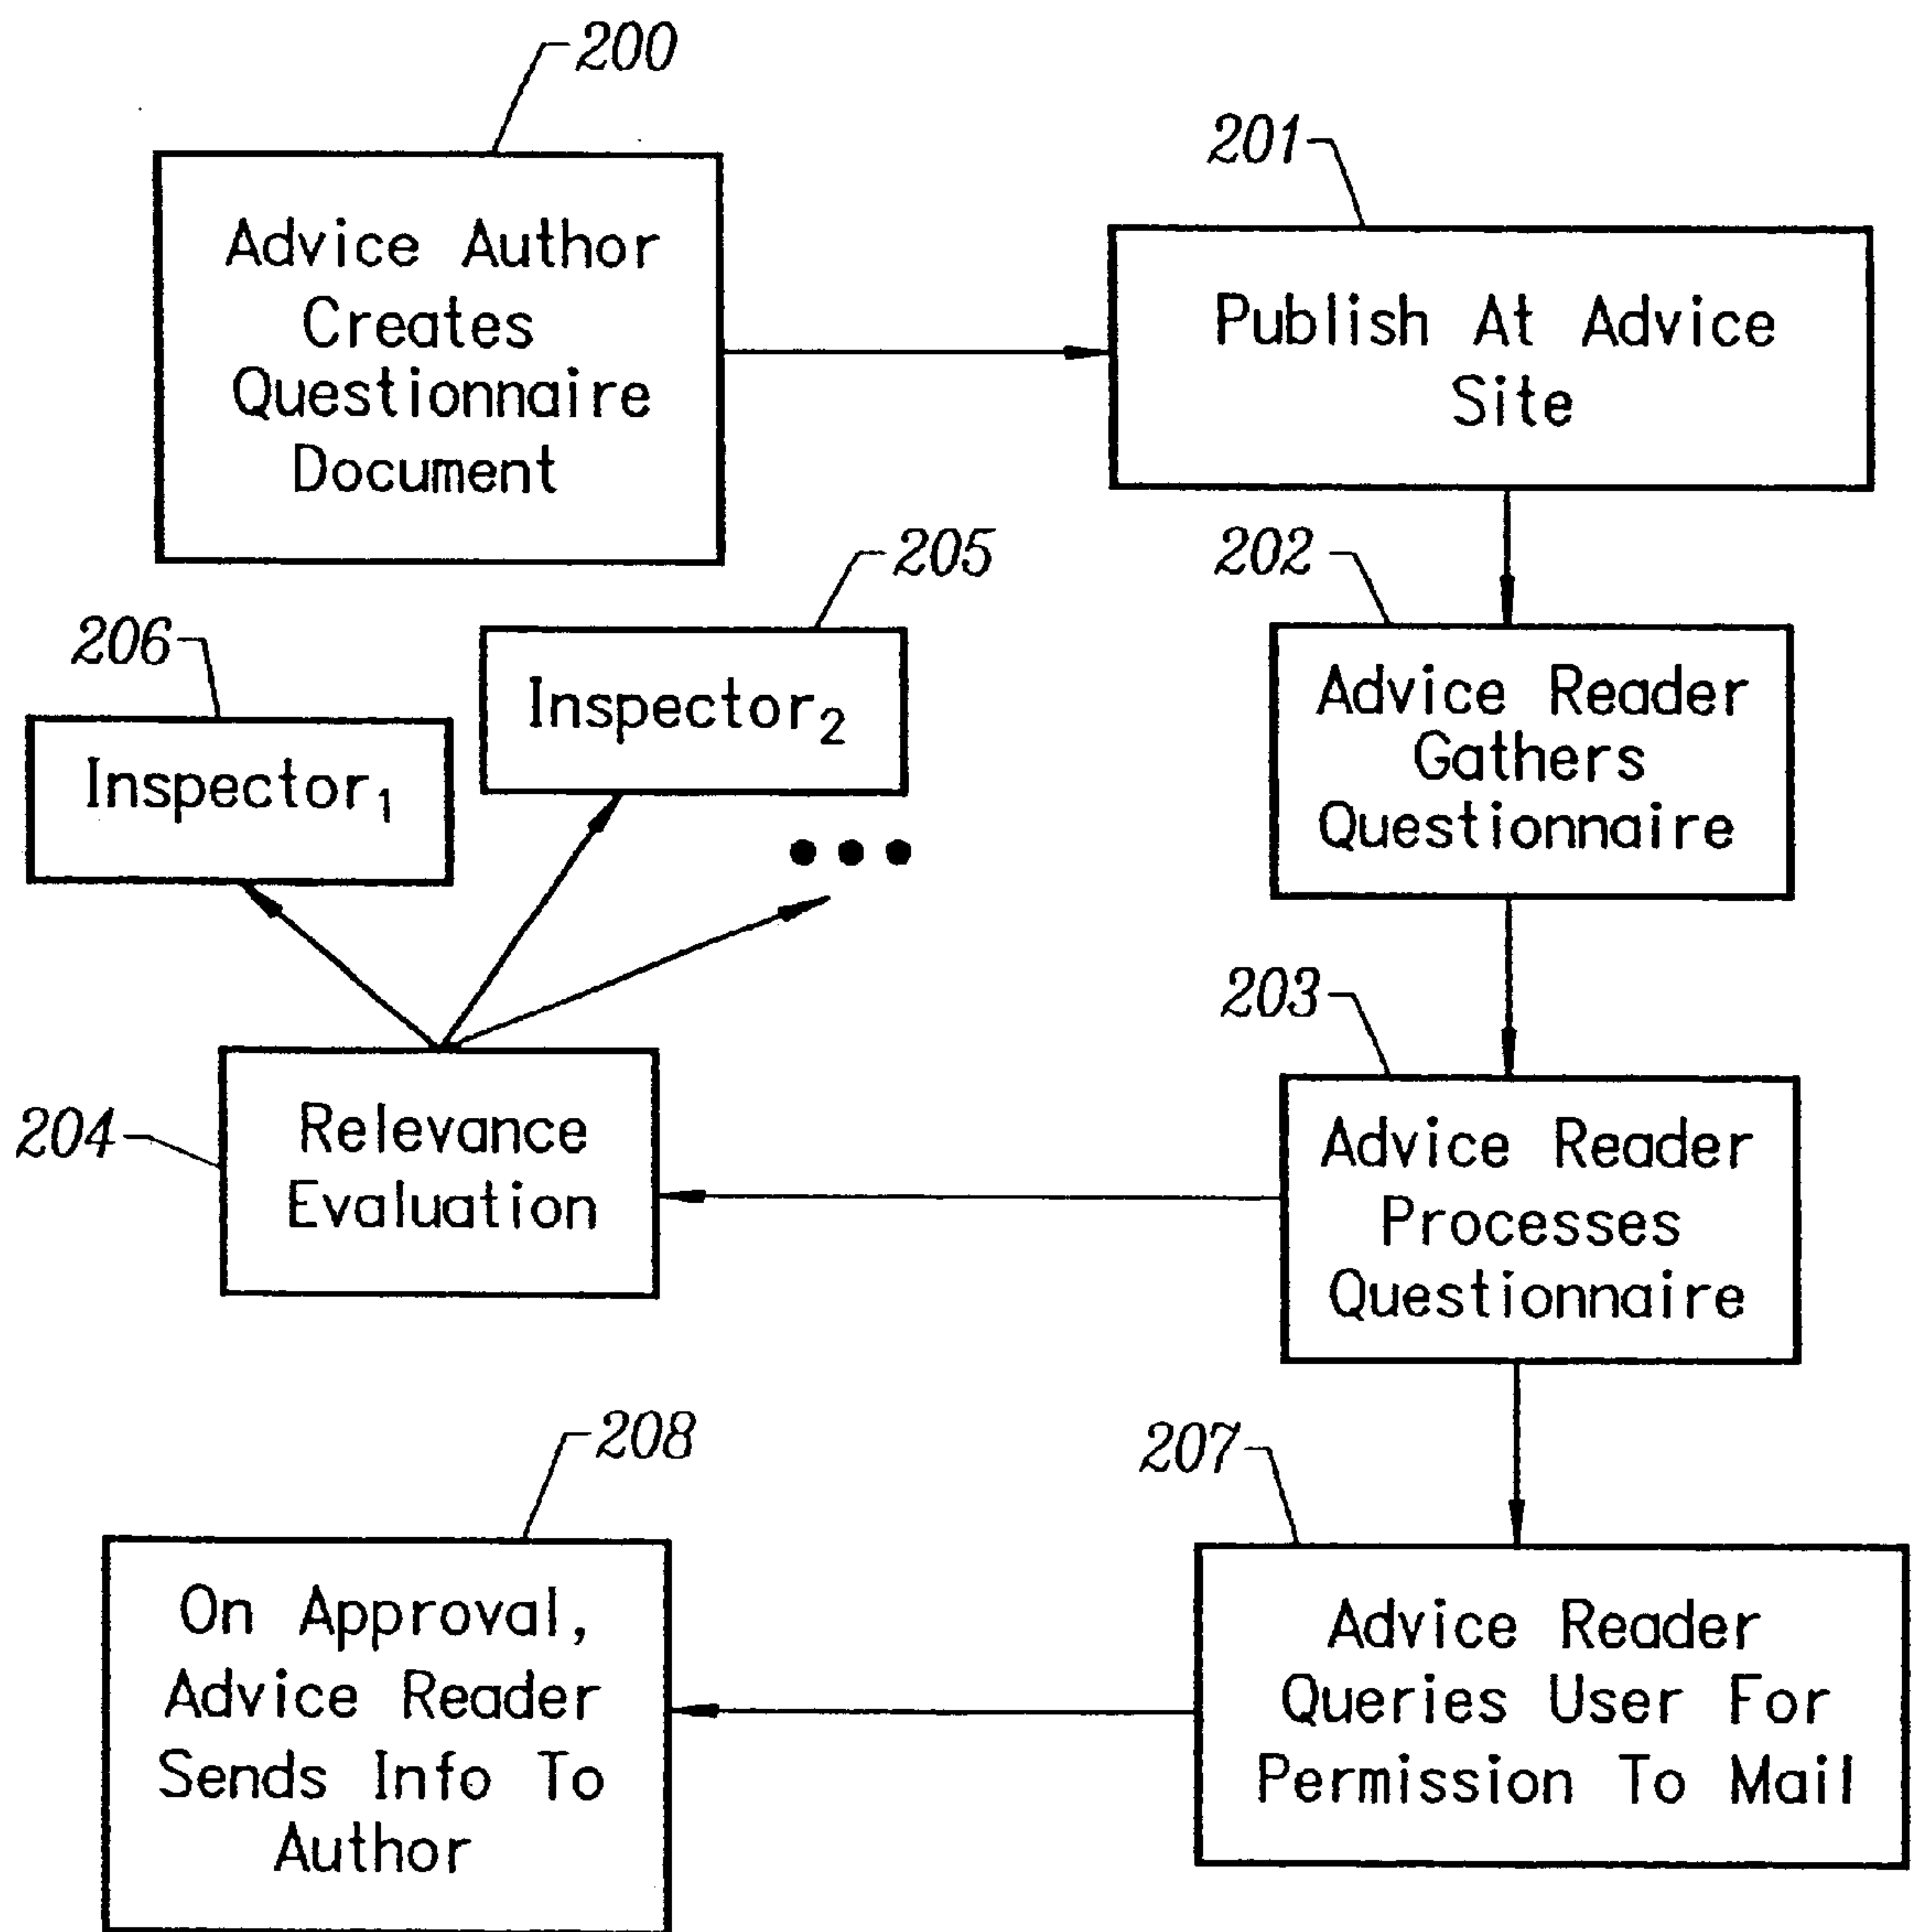 200
Advice Author
Creates
Questionnaire
Document
201
Publish At Advice
Site
202
Advice Reader
Gathers
Questionnaire
203
Advice Reader
Processes
Questionnaire
204
Relevance
Evaluation
205
Inspector₂
206
Inspector₁
207
Advice Reader
Queries User For
Permission To Mail
208
On Approval,
Advice Reader
Sends Info To
Author